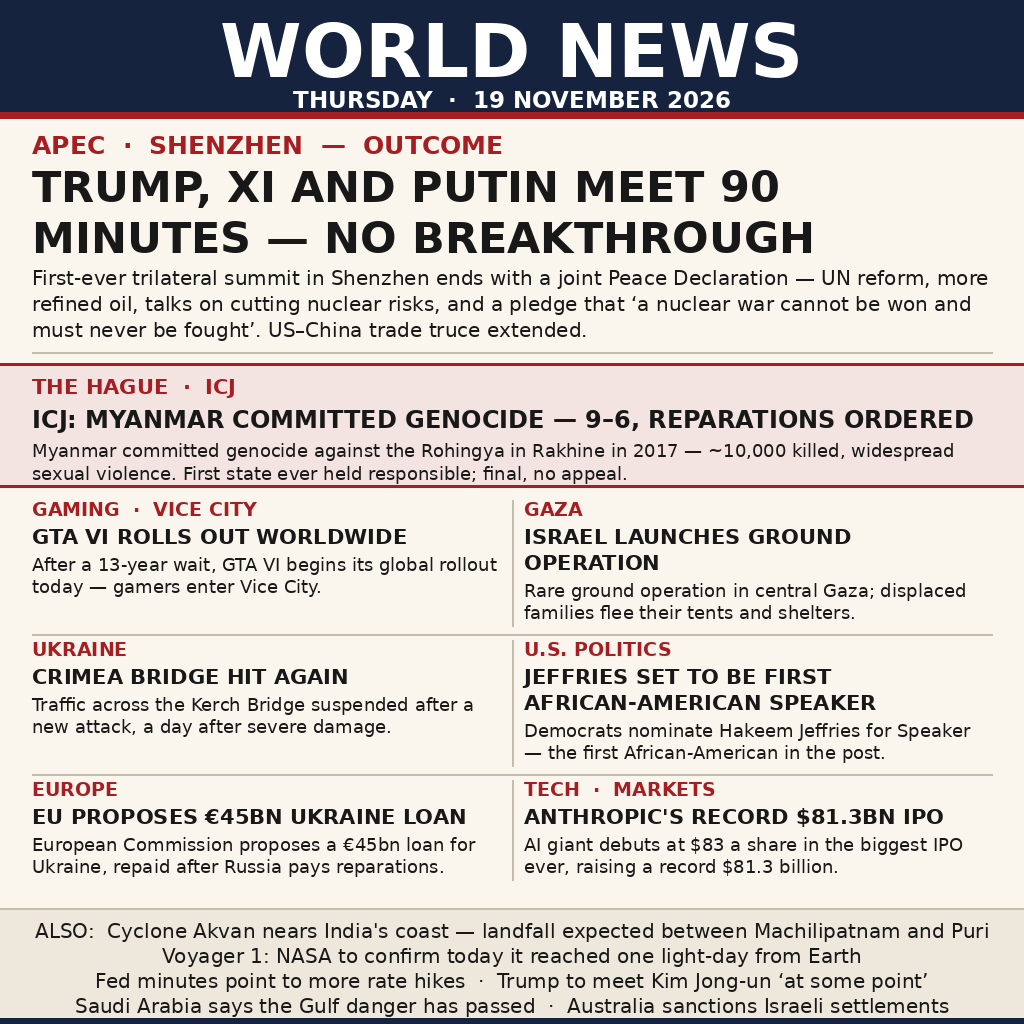 WORLD NEWS
THURSDAY · 19 NOVEMBER 2026
APEC · SHENZHEN — OUTCOME
TRUMP, XI AND PUTIN MEET 90
MINUTES — NO BREAKTHROUGH
First-ever trilateral summit in Shenzhen ends with a joint Peace Declaration — UN reform, more
refined oil, talks on cutting nuclear risks, and a pledge that ‘a nuclear war cannot be won and
must never be fought’. US–China trade truce extended.
THE HAGUE · ICJ
ICJ: MYANMAR COMMITTED GENOCIDE — 9–6, REPARATIONS ORDERED
Myanmar committed genocide against the Rohingya in Rakhine in 2017 — ~10,000 killed, widespread
sexual violence. First state ever held responsible; final, no appeal.
GAMING · VICE CITY
GTA VI ROLLS OUT WORLDWIDE
After a 13-year wait, GTA VI begins its global rollout
today — gamers enter Vice City.
GAZA
ISRAEL LAUNCHES GROUND
OPERATION
Rare ground operation in central Gaza; displaced
families flee their tents and shelters.
UKRAINE
CRIMEA BRIDGE HIT AGAIN
Traffic across the Kerch Bridge suspended after a
new attack, a day after severe damage.
U.S. POLITICS
JEFFRIES SET TO BE FIRST
AFRICAN-AMERICAN SPEAKER
Democrats nominate Hakeem Jeffries for Speaker
— the first African-American in the post.
EUROPE
EU PROPOSES €45BN UKRAINE LOAN
European Commission proposes a €45bn loan for
Ukraine, repaid after Russia pays reparations.
TECH · MARKETS
ANTHROPIC'S RECORD $81.3BN IPO
AI giant debuts at $83 a share in the biggest IPO
ever, raising a record $81.3 billion.
ALSO: Cyclone Akvan nears India's coast — landfall expected between Machilipatnam and Puri
Voyager 1: NASA to confirm today it reached one light-day from Earth
Fed minutes point to more rate hikes · Trump to meet Kim Jong-un ‘at some point’
Saudi Arabia says the Gulf danger has passed · Australia sanctions Israeli settlements